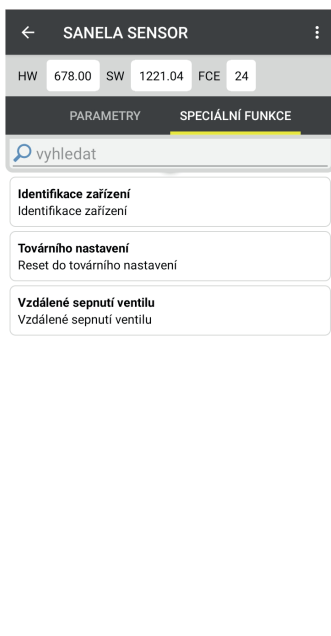 SANELA SENSOR
HW 678.00 SW 1221.04 FCE 24
PARAMETRY SPECIÁLNÍ FUNKCE
vyhledat
Identifikace zařízení
Identifikace zařízení
Továrního nastavení
Reset do továrního nastavení
Vzdálené sepnutí ventilu
Vzdálené sepnutí ventilu